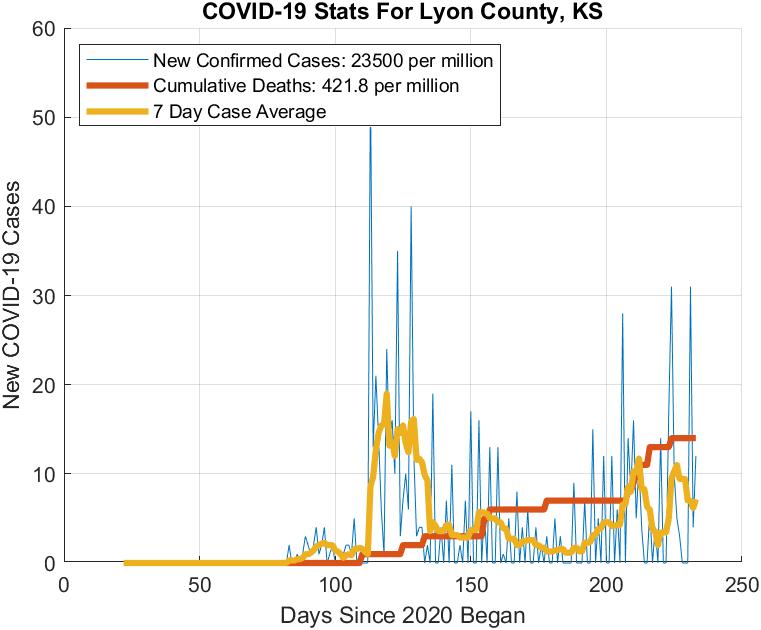 COVID-19 Stats For Lyon County, KS
New Confirmed Cases: 23500 per million
Cumulative Deaths: 421.8 per million
7 Day Case Average
New COVID-19 Cases
60
50
40
30
20
10
0
0 50 100 150 200 250
Days Since 2020 Began